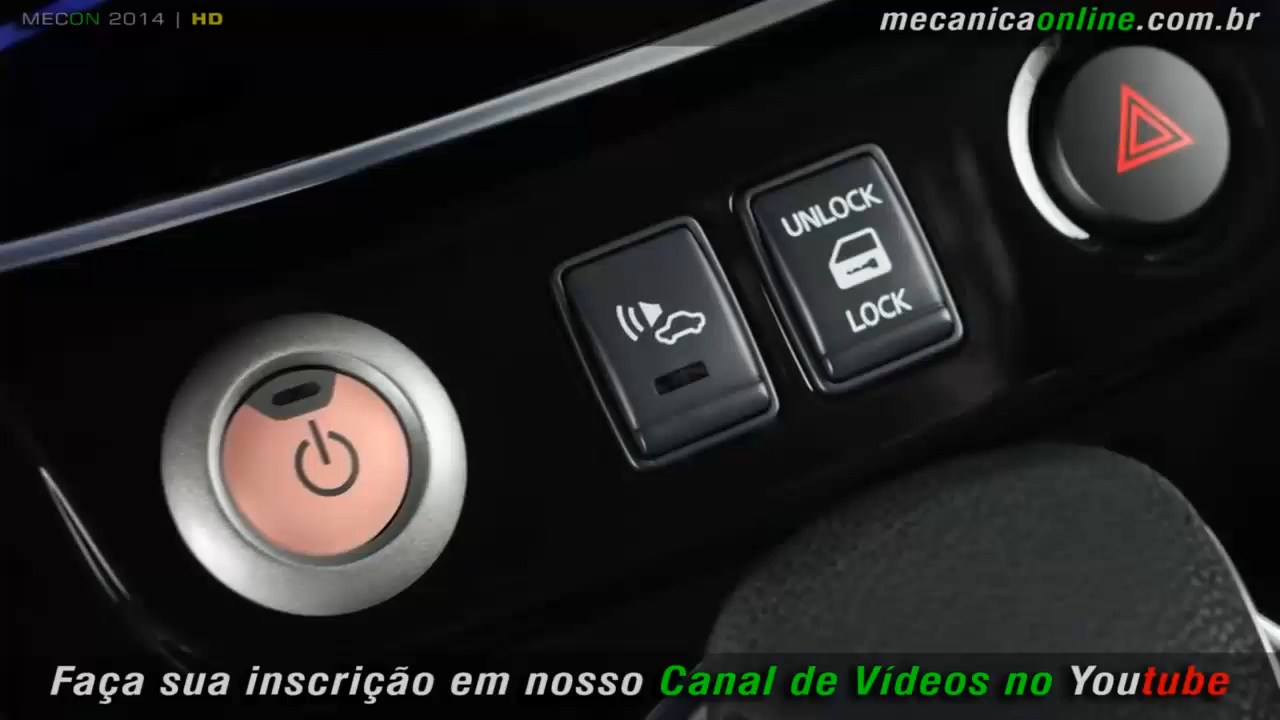 MECON 2014 | HD
mecanicaonline.com.br
UNLOCK
LOCK
Faça sua inscrição em nosso Canal de Vídeos no Youtube